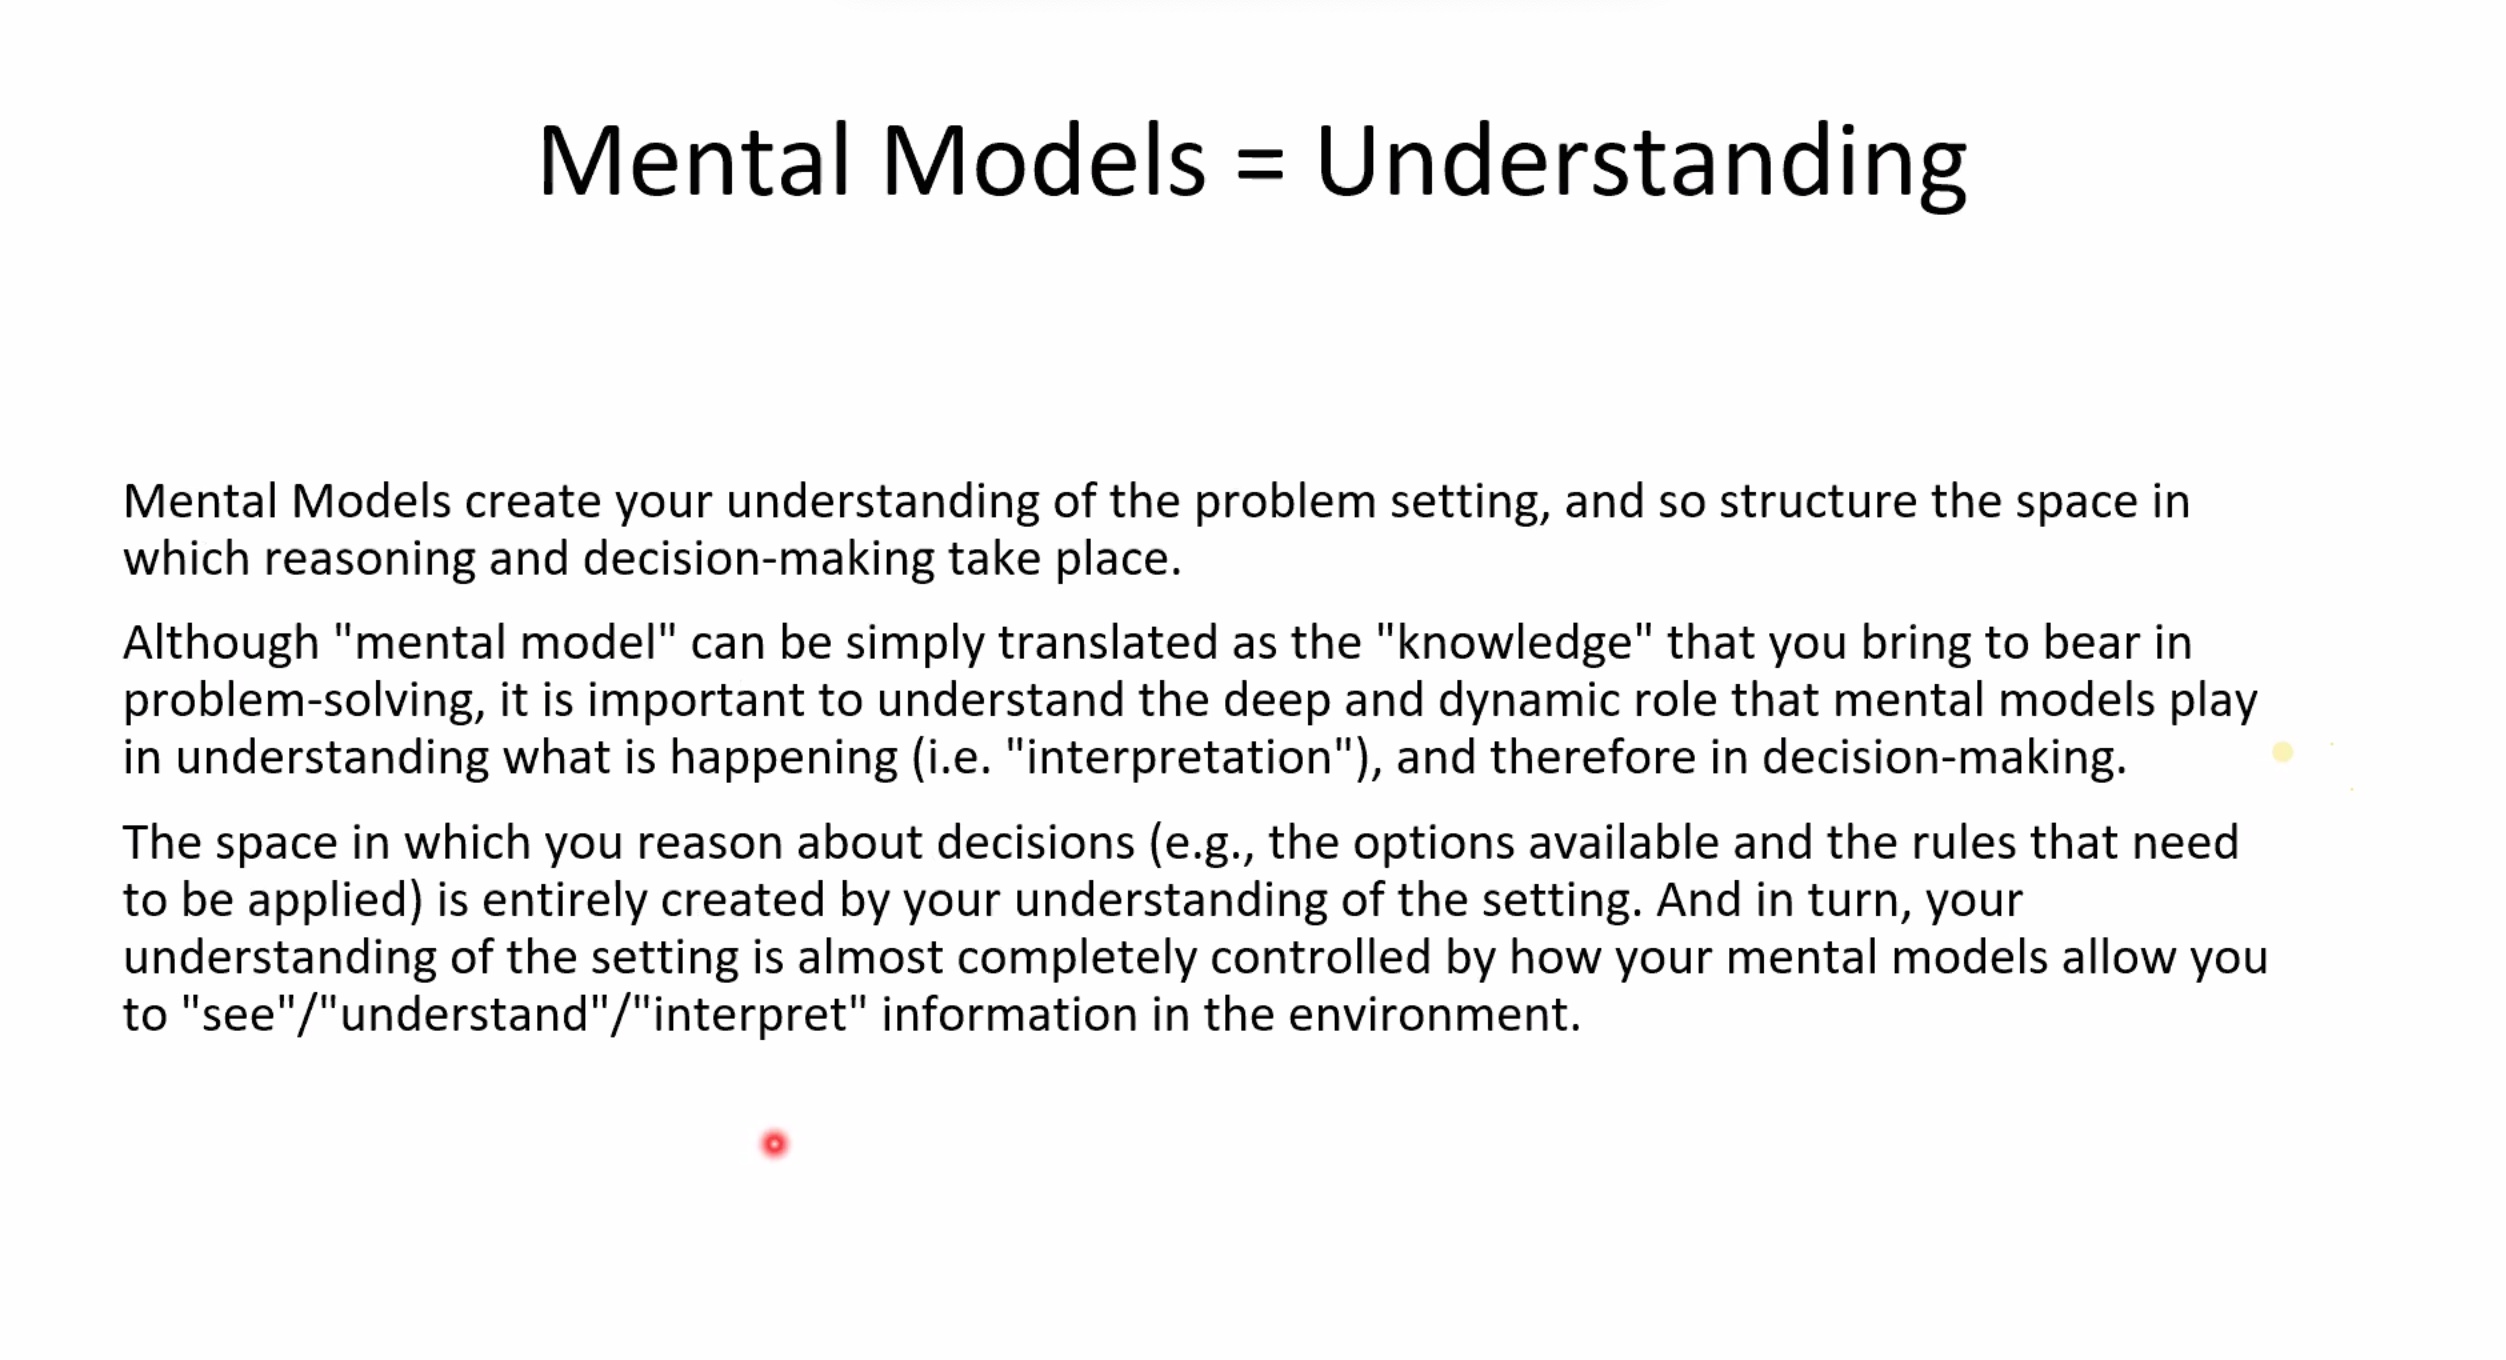 Mental Models = Understanding
Mental Models create your understanding of the problem setting, and so structure the space in
which reasoning and decision-making take place.
Although "mental model" can be simply translated as the "knowledge" that you bring to bear in
problem-solving, it is important to understand the deep and dynamic role that mental models play
in understanding what is happening (i.e. "interpretation"), and therefore in decision-making.
The space in which you reason about decisions (e.g., the options available and the rules that need
to be applied) is entirely created by your understanding of the setting. And in turn, your
understanding of the setting is almost completely controlled by how your mental models allow you
to "see"/"understand"/"interpret" information in the environment.